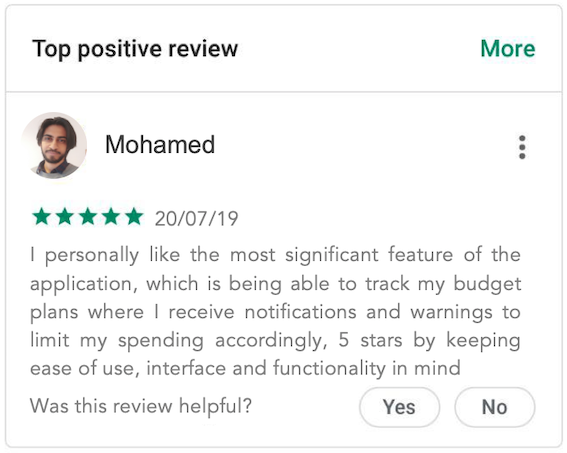 Top positive review More
Mohamed
20/07/19
I personally like the most significant feature of the
application, which is being able to track my budget
plans where I receive notifications and warnings to
limit my spending accordingly, 5 stars by keeping
ease of use, interface and functionality in mind
Was this review helpful? Yes No